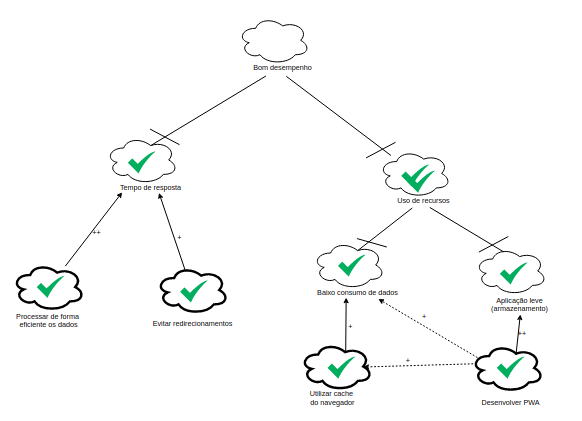 Bom desempenho
Tempo de resposta
Uso de recursos
++
+
Processar de forma
eficiente os dados
Evitar redirecionamentos
Baixo consumo de dados
Aplicação leve
(armazenamento)
+
+
++
+
Utilizar cache
do navegador
Desenvolver PWA